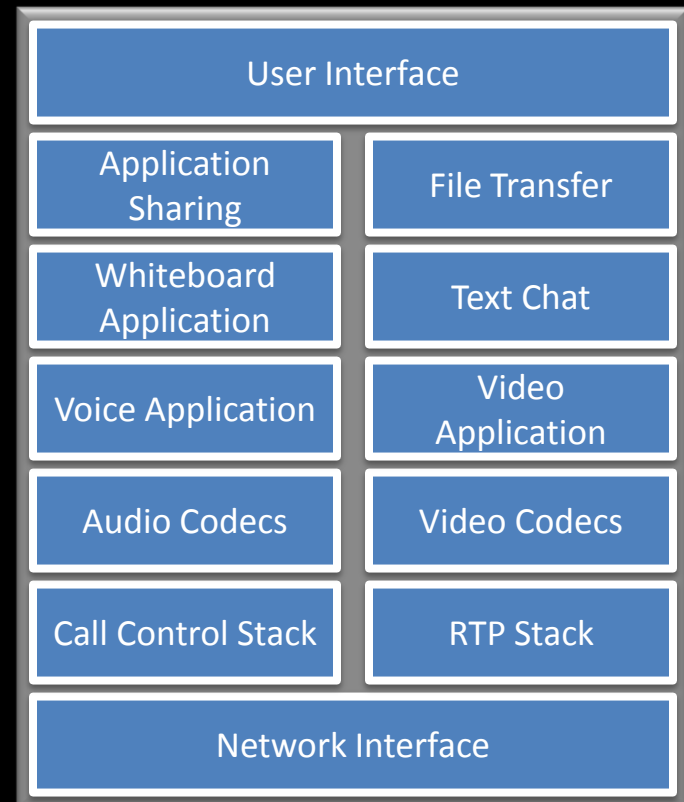 User Interface
Application
Sharing
File Transfer
Whiteboard
Application
Text Chat
Voice Application
Video
Application
Audio Codecs
Video Codecs
Call Control Stack
RTP Stack
Network Interface